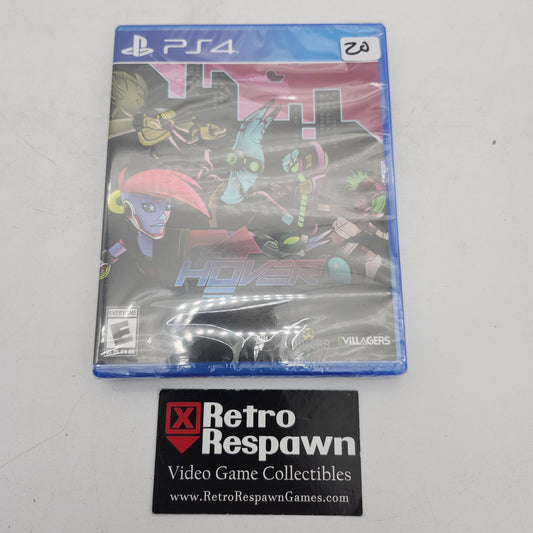 PS4
20
HOVER
EVERYONE
E
ESRB
VILLAGERS
Retro
Respawn
Video Game Collectibles
www.RetroRespawnGames.com